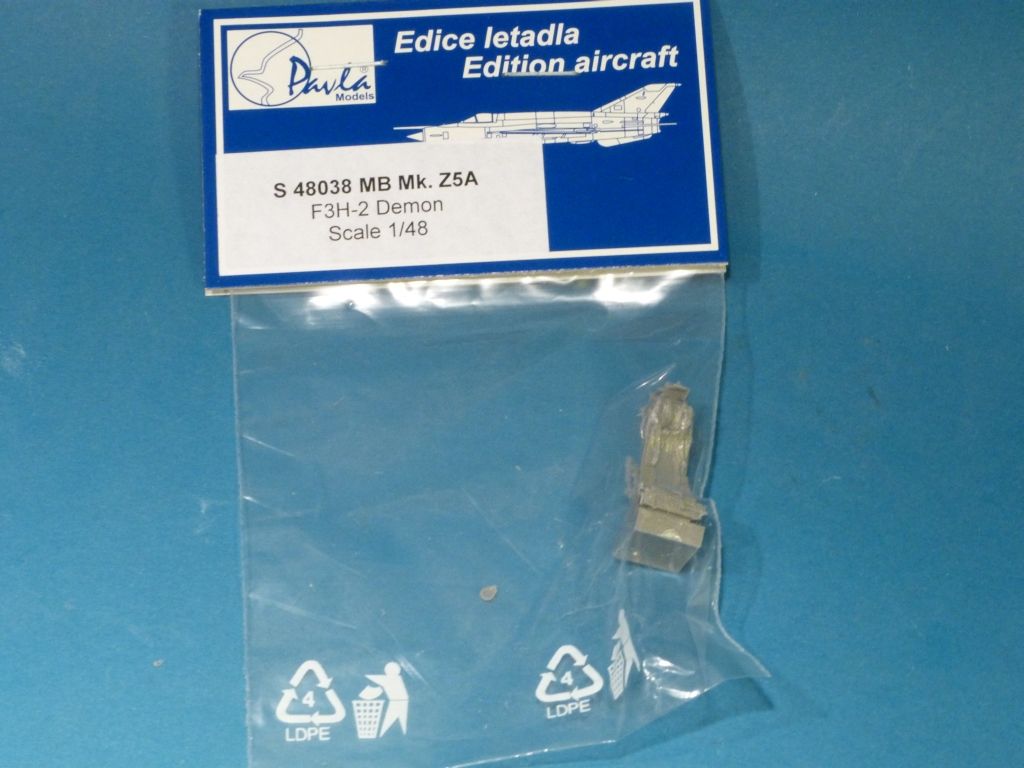 Pavla®
Models
Edice letadla
Edition aircraft
S 48038 MB Mk. Z5A
F3H-2 Demon
Scale 1/48
4
LDPE
4
LDPE